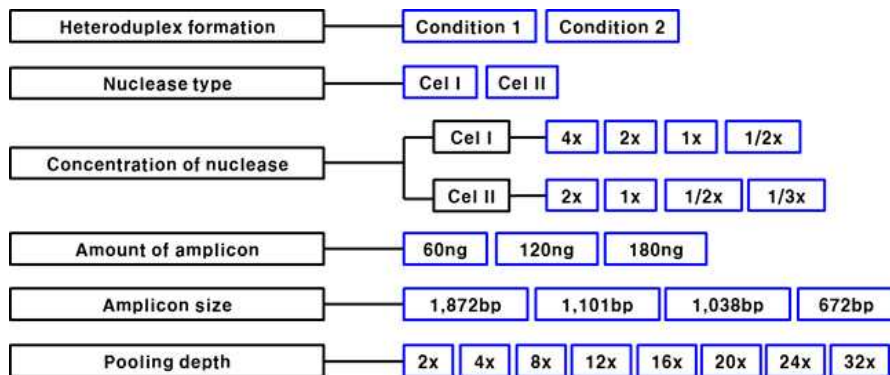 Heteroduplex formation Condition 1 Condition 2
Nuclease type Cel I Cel II
Cel I 4x 2x 1x 1/2x
Concentration of nuclease
Cel II 2x 1x 1/2x 1/3x
Amount of amplicon 60ng 120ng 180ng
Amplicon size 1,872bp 1,101bp 1,038bp 672bp
Pooling depth 2x 4x 8x 12x 16x 20x 24x 32x